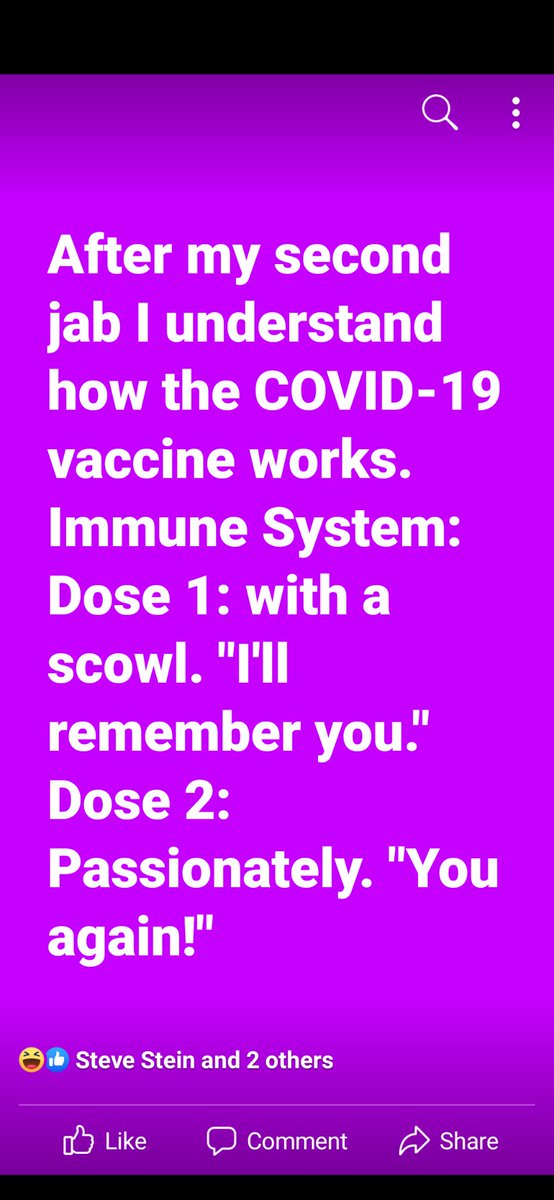 After my second
jab I understand
how the COVID-19
vaccine works.
Immune System:
Dose 1: with a
scowl. "I'll
remember you."
Dose 2:
Passionately. "You
again!"
Steve Stein and 2 others
Like Comment Share